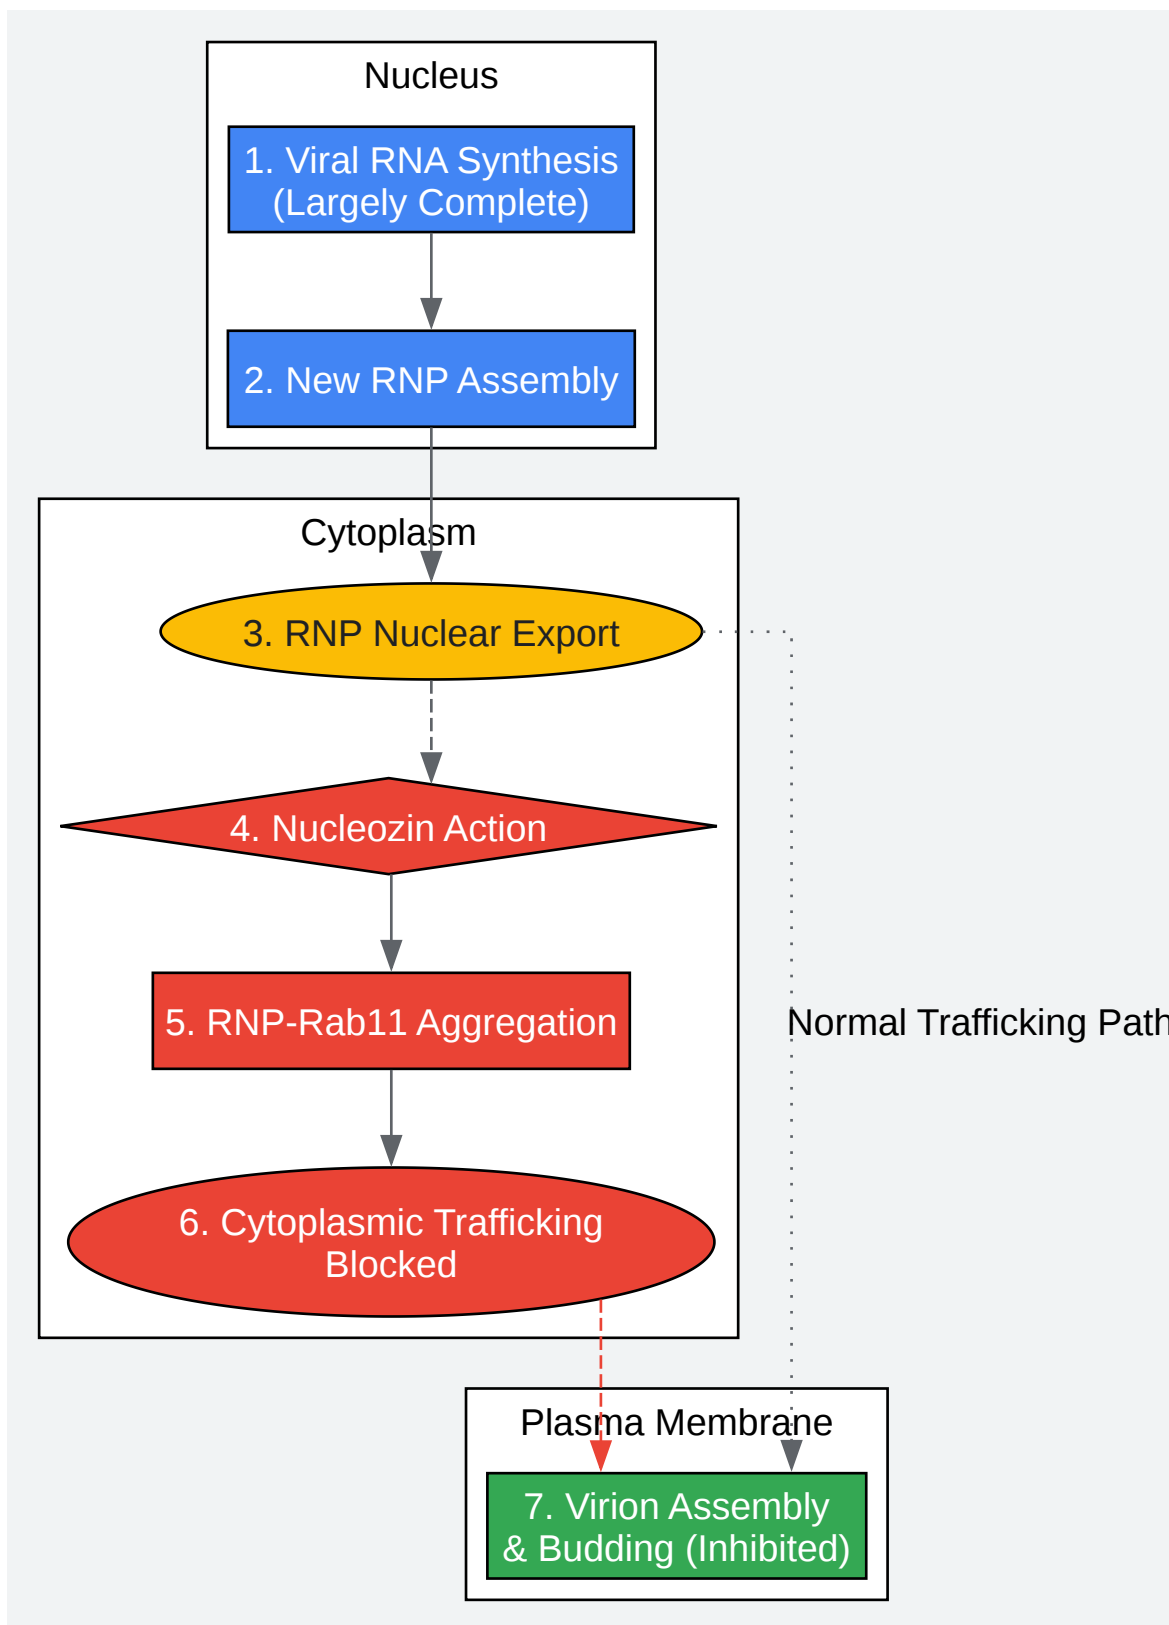 Nucleus
1. Viral RNA Synthesis
(Largely Complete)
2. New RNP Assembly
Cytoplasm
3. RNP Nuclear Export
4. Nucleozin Action
5. RNP-Rab11 Aggregation
Normal Trafficking Path
6. Cytoplasmic Trafficking
Blocked
Plasma Membrane
7. Virion Assembly
& Budding (Inhibited)